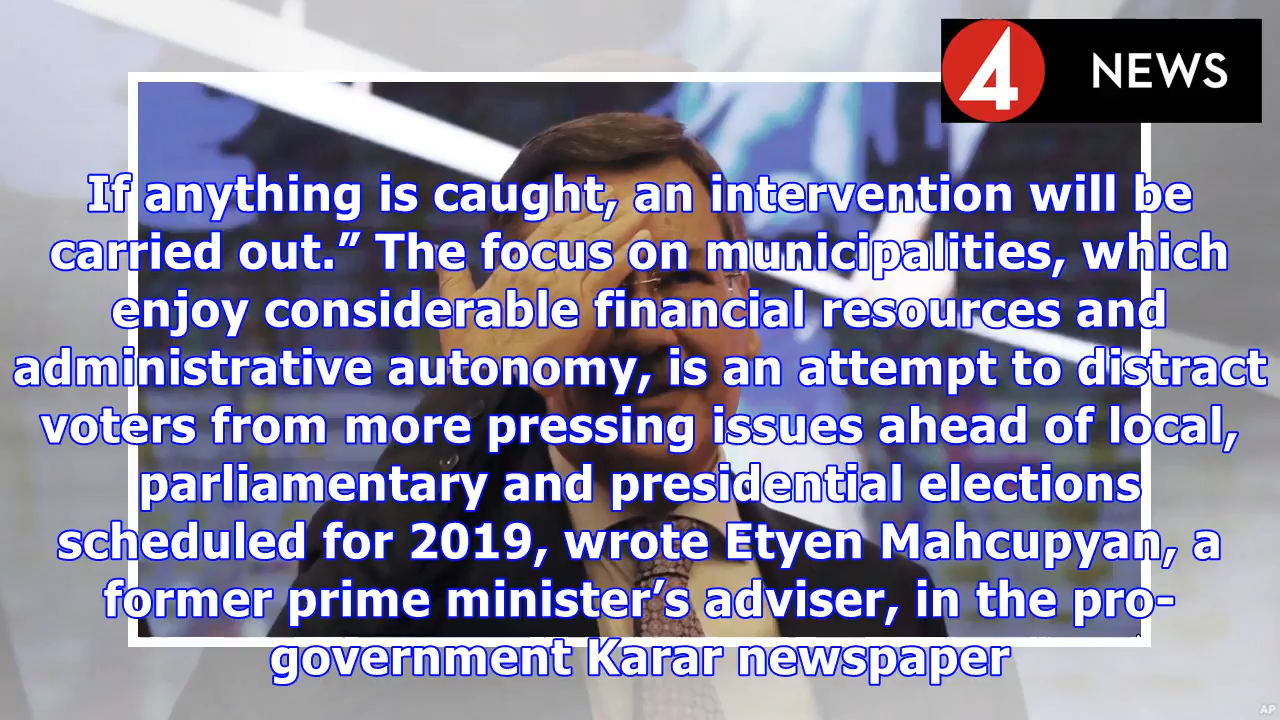 4 NEWS
If anything is caught, an intervention will be
carried out.” The focus on municipalities, which
enjoy considerable financial resources and
administrative autonomy, is an attempt to distract
voters from more pressing issues ahead of local,
parliamentary and presidential elections
scheduled for 2019, wrote Etyen Mahcupyan, a
former prime minister’s adviser, in the pro-
government Karar newspaper
AP